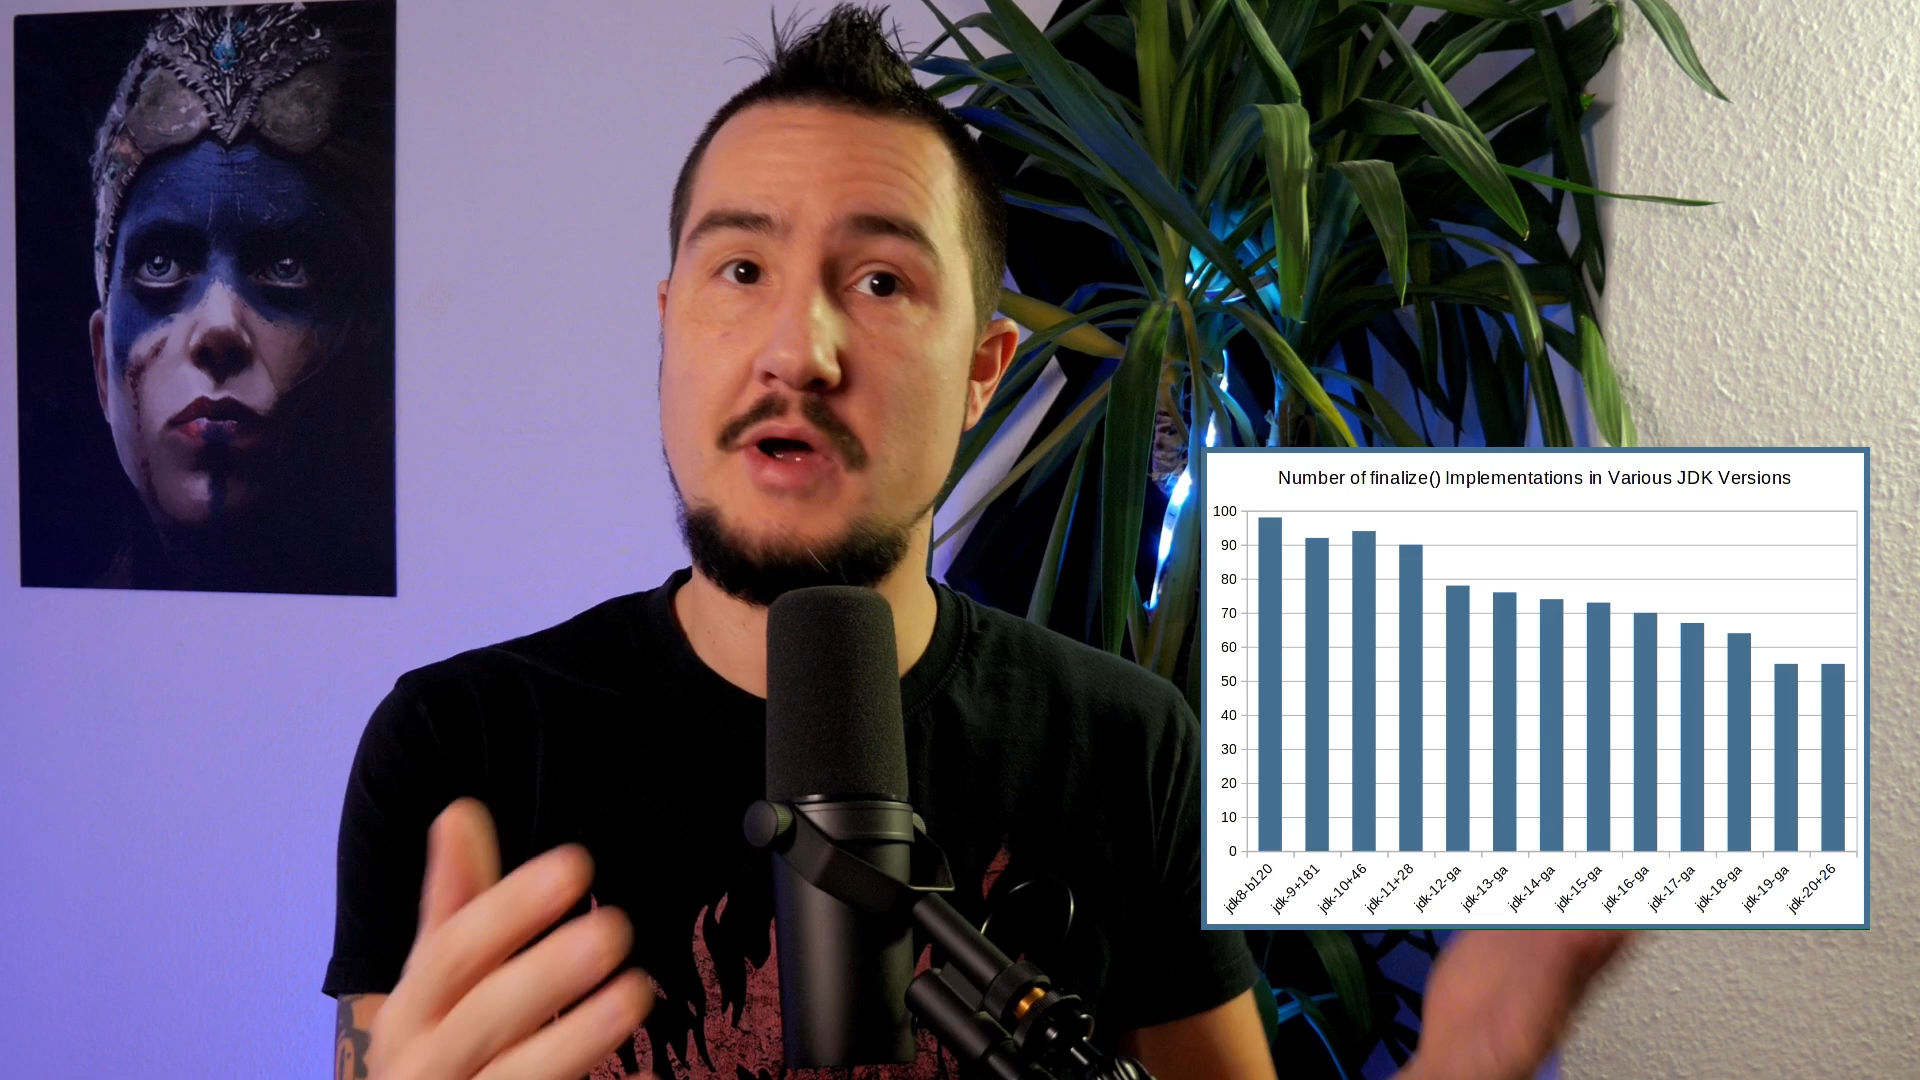 Number of finalize() Implementations in Various JDK Versions
100
90
80
70
60
50
40
30
20
10
0
jdk8-b120
jdk-9+181
jdk-10+46
jdk-11+28
jdk-12-ga
jdk-13-ga
jdk-14-ga
jdk-15-ga
jdk-16-ga
jdk-17-ga
jdk-18-ga
jdk-19-ga
jdk-20+26